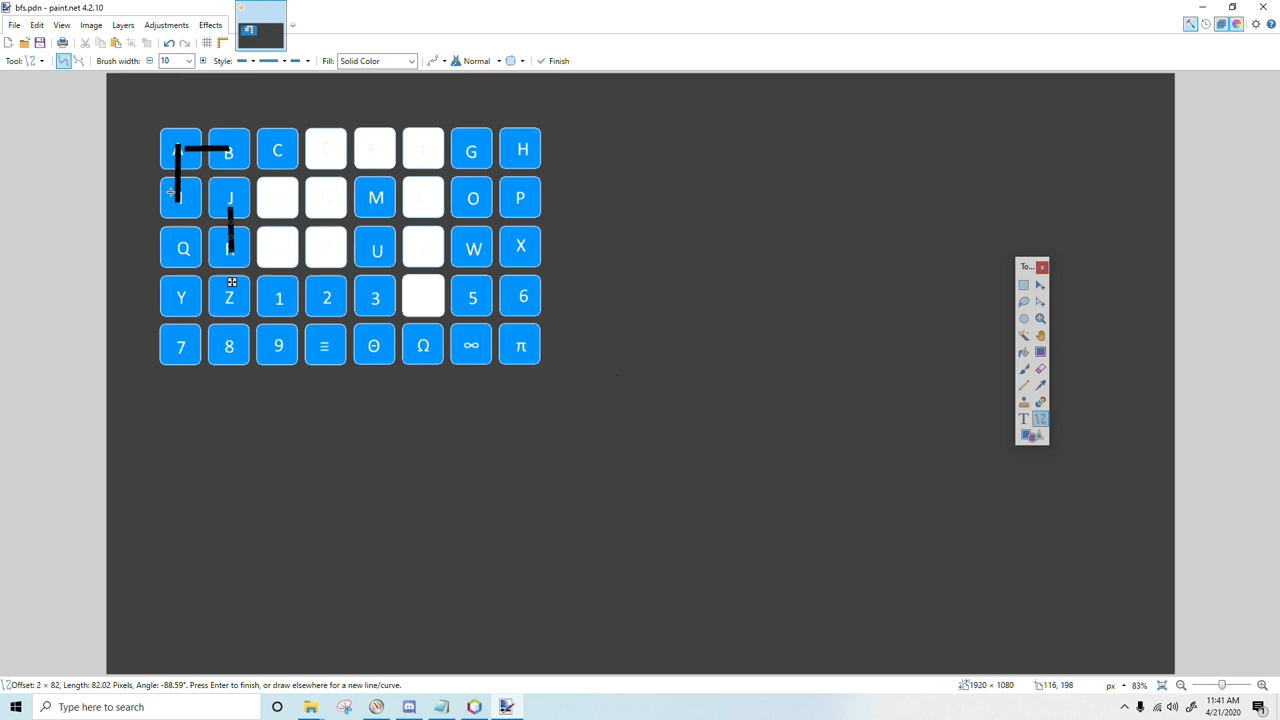 bfs.pdn - paint.net 4.2.10
File Edit View Image Layers Adjustments Effects
Tool: Brush width: 10 Style: Fill: Solid Color Normal Finish
A B C G H
J M O P
Q R U W X
Y Z 1 2 3 5 6
7 8 9 Ξ Θ Ω ∞ π
To... x
T
Offset: 2 × 82, Length: 82.02 Pixels, Angle: -88.59°. Press Enter to finish, or draw elsewhere for a new line/curve. 1920 × 1080 116, 198 px 83%
Type here to search
11:41 AM
4/21/2020